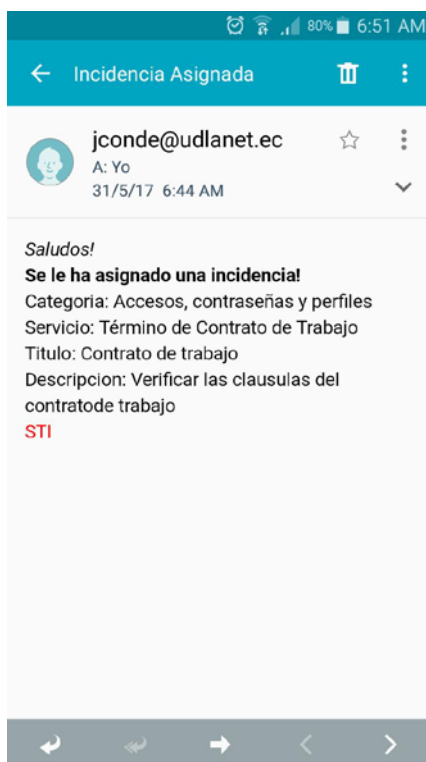 80% 6:51 AM
Incidencia Asignada
jconde@udlanet.ec
A: Yo
31/5/17 6:44 AM
Saludos!
Se le ha asignado una incidencia!
Categoria: Accesos, contraseñas y perfiles
Servicio: Término de Contrato de Trabajo
Titulo: Contrato de trabajo
Descripcion: Verificar las clausulas del
contratode trabajo
STI